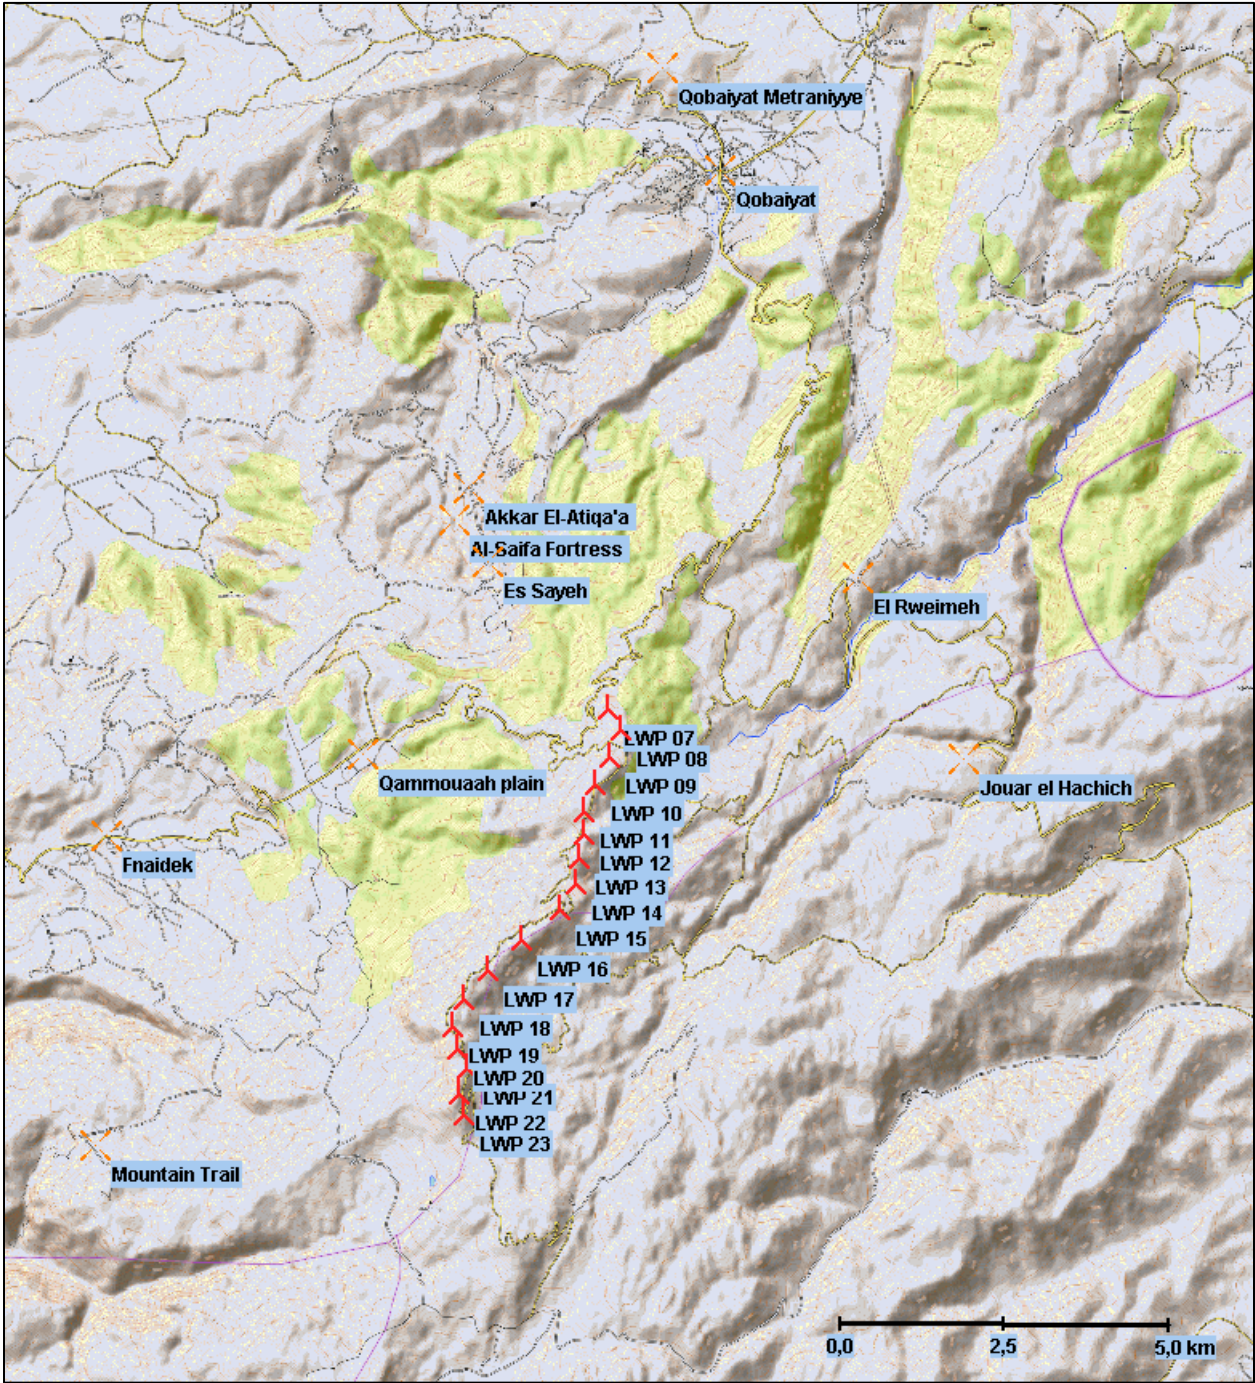 Qobaiyat Metraniyye
Qobaiyat
Akkar El-Atiqa'a
Al-Saifa Fortress
Es Sayeh
El Rweimeh
LWP 07
LWP 08
Qammouaah plain
Jouar el Hachich
LWP 09
LWP 10
LWP 11
Fnaidek
LWP 12
LWP 13
LWP 14
LWP 15
LWP 16
LWP 17
LWP 18
LWP 19
LWP 20
LWP 21
LWP 22
LWP 23
Mountain Trail
0,0 2,5 5,0 km